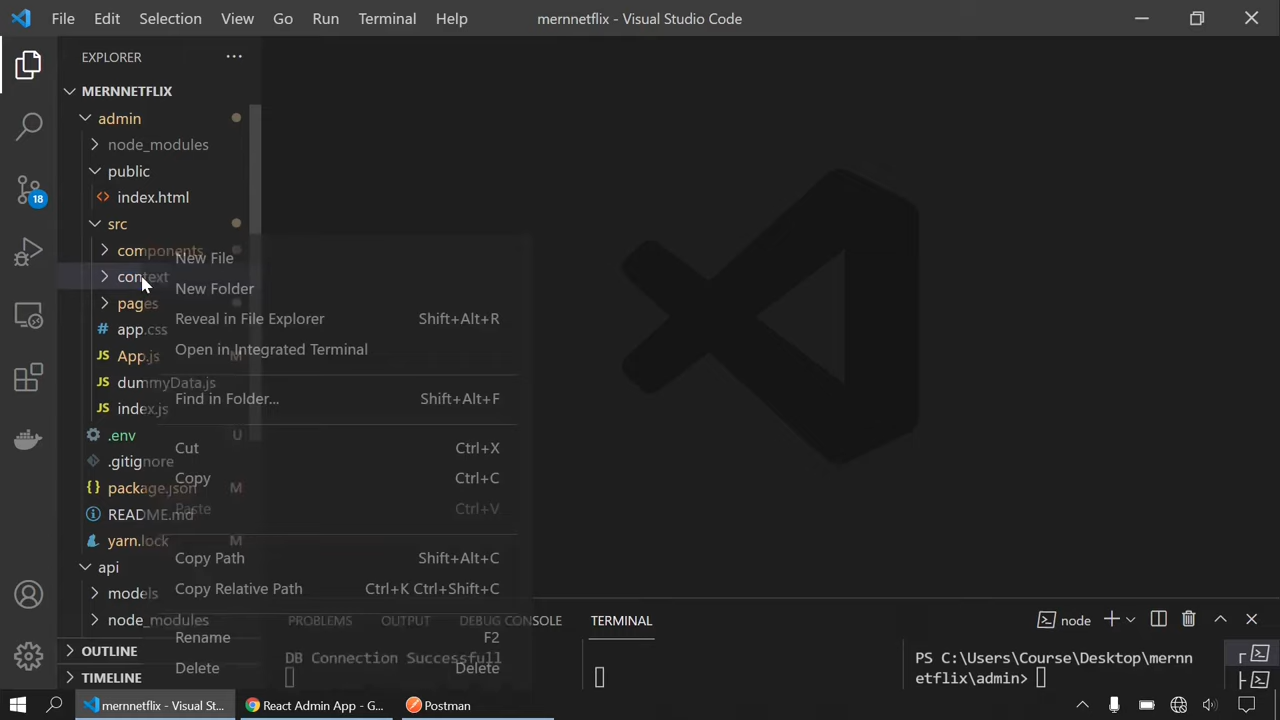 File Edit Selection View Go Run Terminal Help mernnetflix - Visual Studio Code
EXPLORER
MERNNETFLIX
admin
node_modules
public
index.html
src
components
context
pages
app.css
App.js M
dummyData.js
index.js
.env U
.gitignore
package.json M
README.md
yarn.lock M
api
models
node_modules
OUTLINE
TIMELINE
18
New File
New Folder
Reveal in File Explorer Shift+Alt+R
Open in Integrated Terminal
Find in Folder... Shift+Alt+F
Cut Ctrl+X
Copy Ctrl+C
Paste Ctrl+V
Copy Path Shift+Alt+C
Copy Relative Path Ctrl+K Ctrl+Shift+C
Rename F2
Delete Delete
PROBLEMS OUTPUT DEBUG CONSOLE TERMINAL
node
DB Connection Successfull
PS C:\Users\Course\Desktop\mernn
etflix\admin>
mernnetflix - Visual St... React Admin App - G... Postman